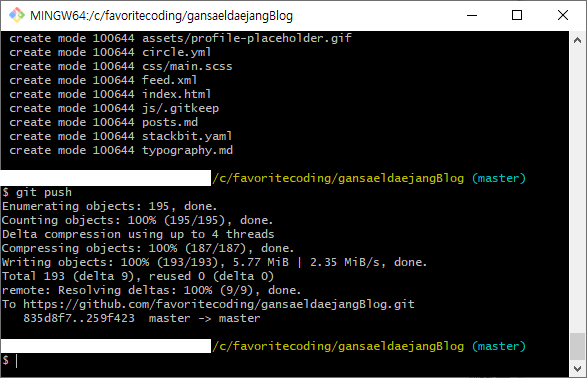 MINGW64:/c/favoritecoding/gansaeldaejangBlog
create mode 100644 assets/profile-placeholder.gif
create mode 100644 circle.yml
create mode 100644 css/main.scss
create mode 100644 feed.xml
create mode 100644 index.html
create mode 100644 js/.gitkeep
create mode 100644 posts.md
create mode 100644 stackbit.yaml
create mode 100644 typography.md
/c/favoritecoding/gansaeldaejangBlog (master)
$ git push
Enumerating objects: 195, done.
Counting objects: 100% (195/195), done.
Delta compression using up to 4 threads
Compressing objects: 100% (187/187), done.
Writing objects: 100% (193/193), 5.77 MiB | 2.35 MiB/s, done.
Total 193 (delta 9), reused 0 (delta 0)
remote: Resolving deltas: 100% (9/9), done.
To https://github.com/favoritecoding/gansaeldaejangBlog.git
835d8f7..259f423 master -> master
/c/favoritecoding/gansaeldaejangBlog (master)
$